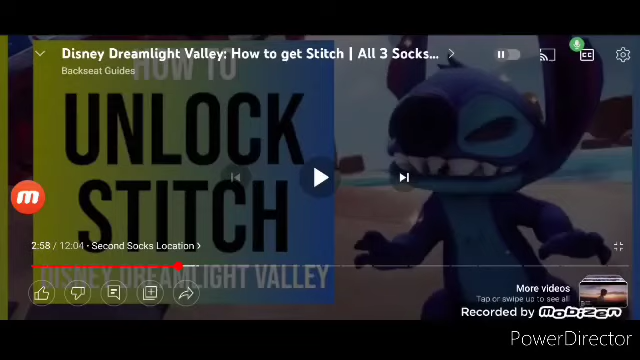 Disney Dreamlight Valley: How to get Stitch | All 3 Socks...
Backseat Guides
HOW TO
UNLOCK
STITCH
2:58 / 12:04 • Second Socks Location
DISNEY DREAMLIGHT VALLEY
More videos
Tap or swipe up to see all
Recorded by Mobizen
PowerDirector